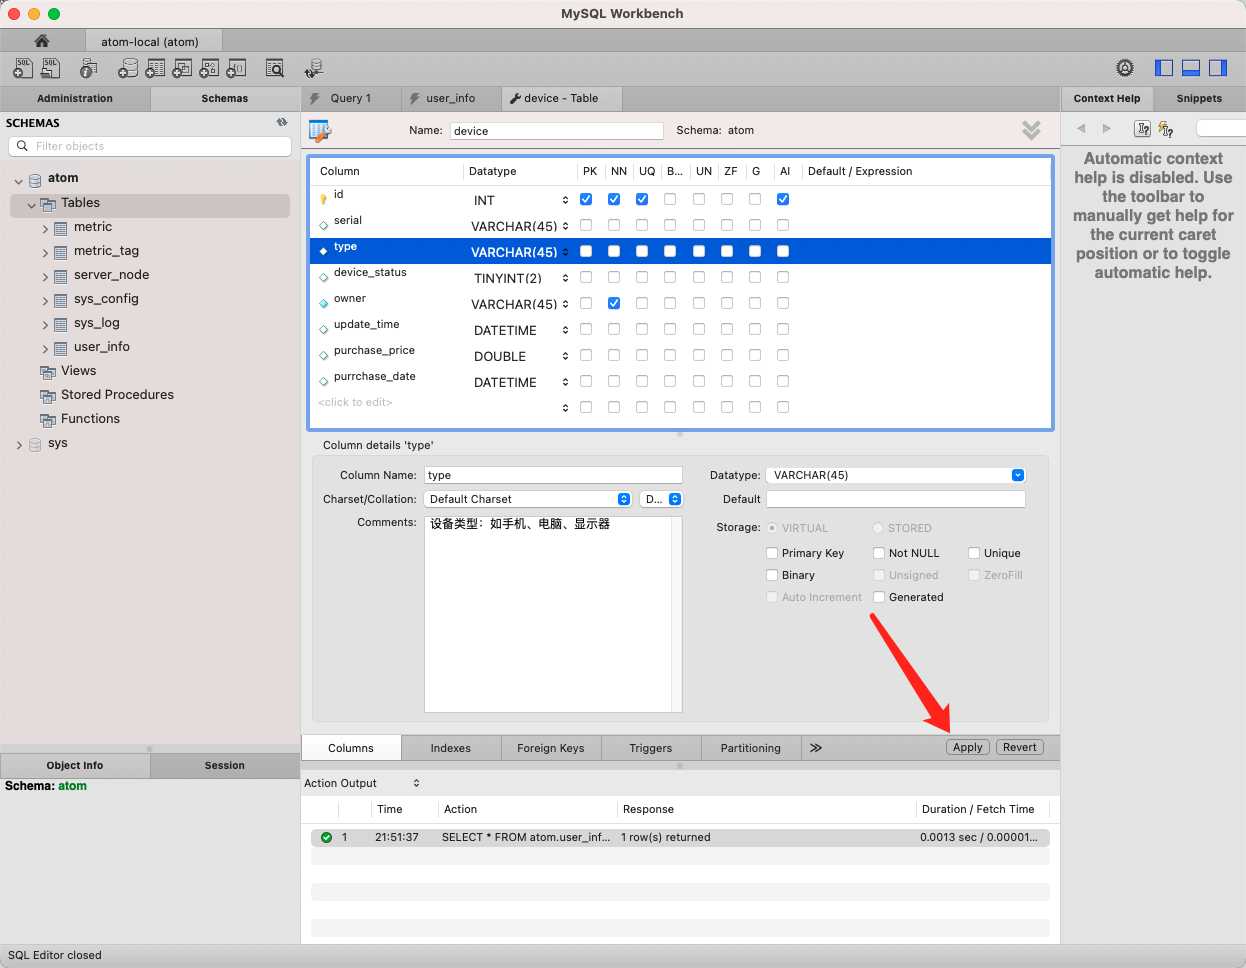 MySQL Workbench
atom-local (atom)
Administration
Schemas
Query 1
user_info
device - Table
Context Help
Snippets
SCHEMAS
Filter objects
atom
Tables
metric
metric_tag
server_node
sys_config
sys_log
user_info
Views
Stored Procedures
Functions
sys
Name: device
Schema: atom
Column Datatype PK NN UQ B... UN ZF G AI Default / Expression
id INT
serial VARCHAR(45)
type VARCHAR(45)
device_status TINYINT(2)
owner VARCHAR(45)
update_time DATETIME
purchase_price DOUBLE
purrchase_date DATETIME
<click to edit>
Column details 'type'
Column Name: type
Datatype: VARCHAR(45)
Charset/Collation: Default Charset D...
Default
Comments: 设备类型：如手机、电脑、显示器
Storage: VIRTUAL STORED
Primary Key Not NULL Unique
Binary Unsigned ZeroFill
Auto Increment Generated
Automatic context
help is disabled. Use
the toolbar to
manually get help for
the current caret
position or to toggle
automatic help.
Columns Indexes Foreign Keys Triggers Partitioning Apply Revert
Object Info Session
Schema: atom
Action Output
Time Action Response Duration / Fetch Time
1 21:51:37 SELECT * FROM atom.user_inf... 1 row(s) returned 0.0013 sec / 0.00001...
SQL Editor closed